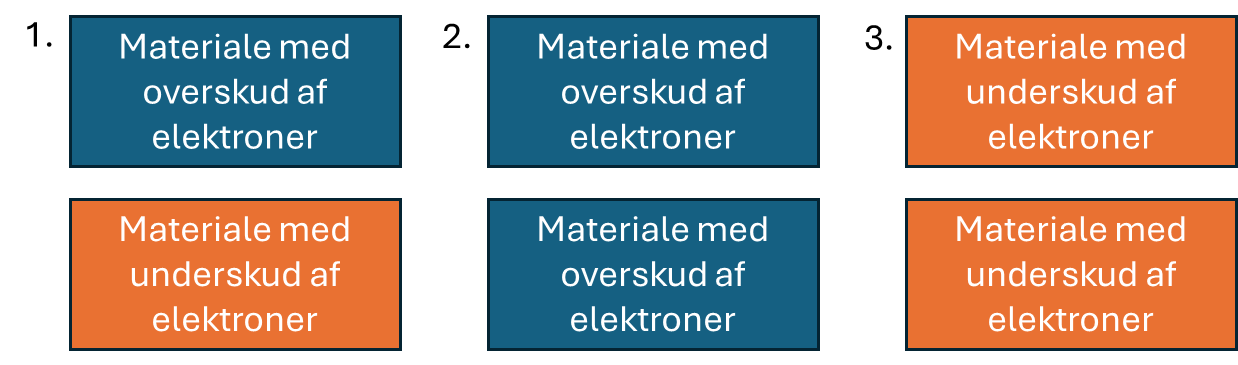 1.
Materiale med
overskud af
elektroner
Materiale med
underskud af
elektroner
2.
Materiale med
overskud af
elektroner
Materiale med
overskud af
elektroner
3.
Materiale med
underskud af
elektroner
Materiale med
underskud af
elektroner